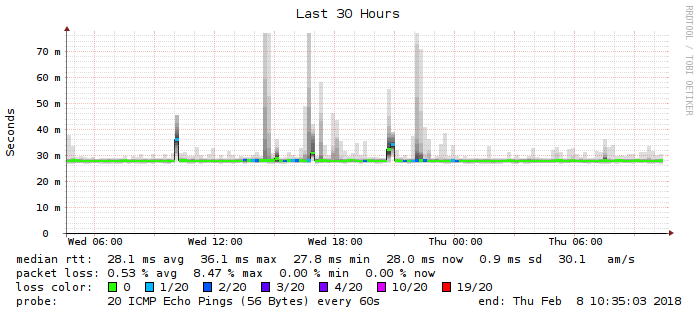 Last 30 Hours
RRDTOOL / TOBI OETIKER
Seconds
70 m
60 m
50 m
40 m
30 m
20 m
10 m
0
Wed 06:00 Wed 12:00 Wed 18:00 Thu 00:00 Thu 06:00
median rtt: 28.1 ms avg 36.1 ms max 27.8 ms min 28.0 ms now 0.9 ms sd 30.1 am/s
packet loss: 0.53 % avg 8.47 % max 0.00 % min 0.00 % now
loss color: 0 1/20 2/20 3/20 4/20 10/20 19/20
probe: 20 ICMP Echo Pings (56 Bytes) every 60s end: Thu Feb 8 10:35:03 2018